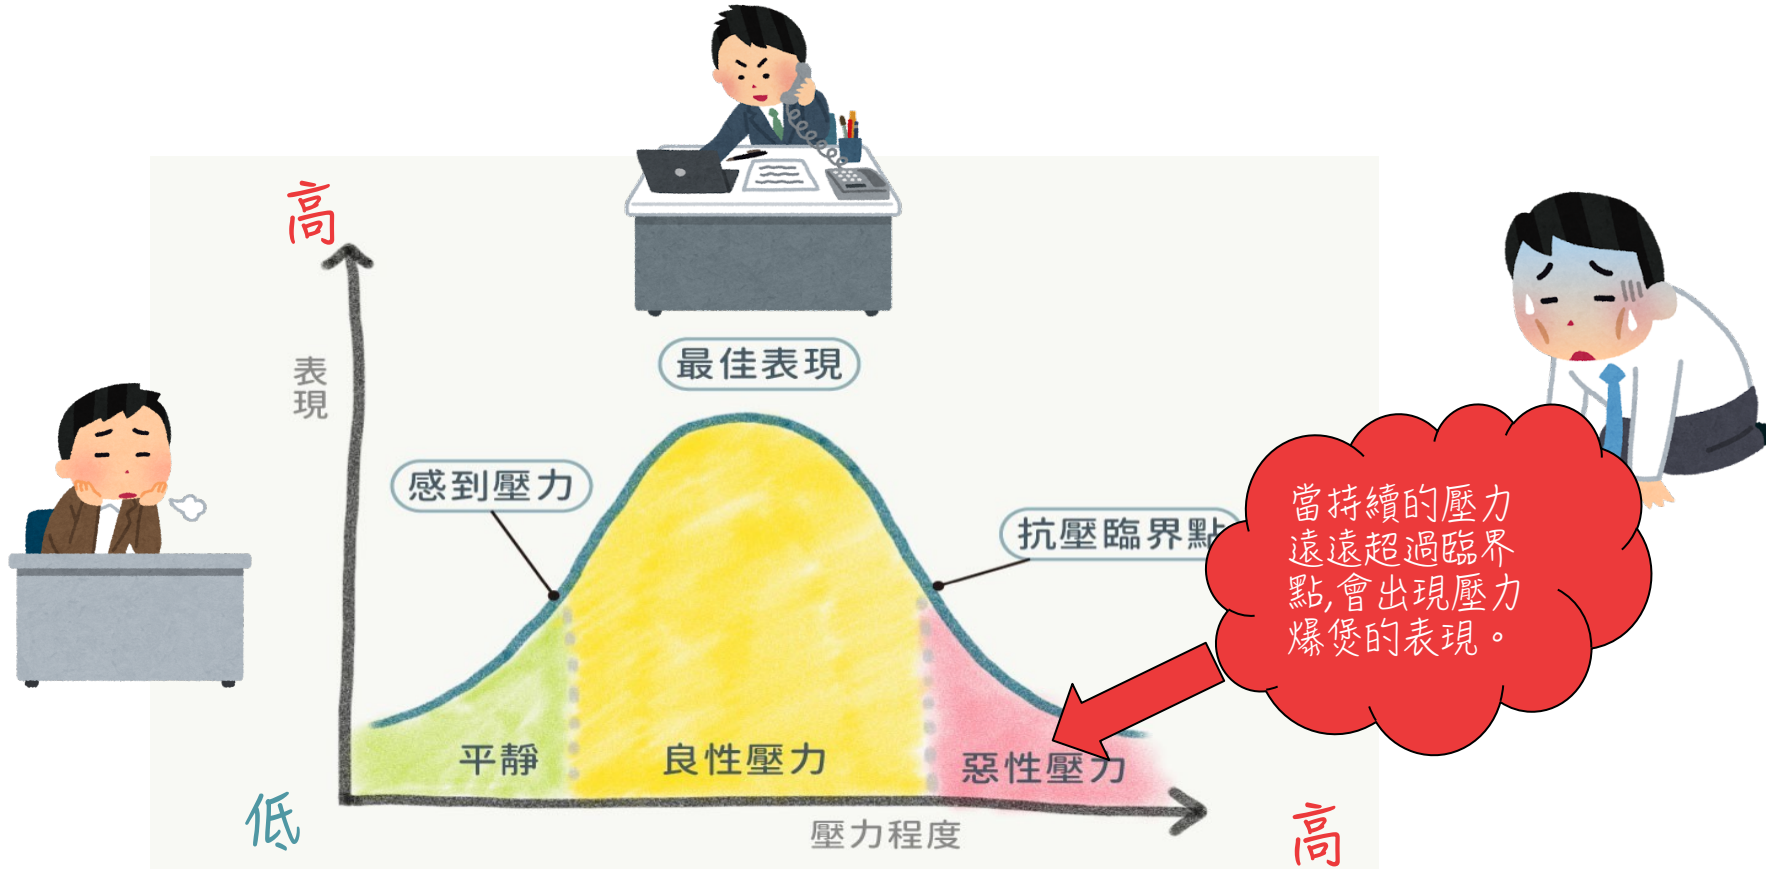 高
表現
最佳表現
感到壓力
抗壓臨界點
當持續的壓力
遠遠超過臨界
點,會出現壓力
爆煲的表現。
平靜
良性壓力
惡性壓力
低
壓力程度
高